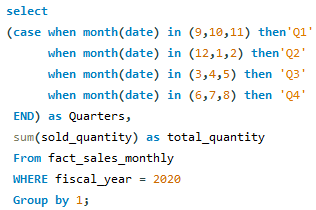 select
(case when month(date) in (9,10,11) then'Q1'
when month(date) in (12,1,2) then'Q2'
when month(date) in (3,4,5) then 'Q3'
when month(date) in (6,7,8) then 'Q4'
END) as Quarters,
sum(sold_quantity) as total_quantity
From fact_sales_monthly
WHERE fiscal_year = 2020
Group by 1;